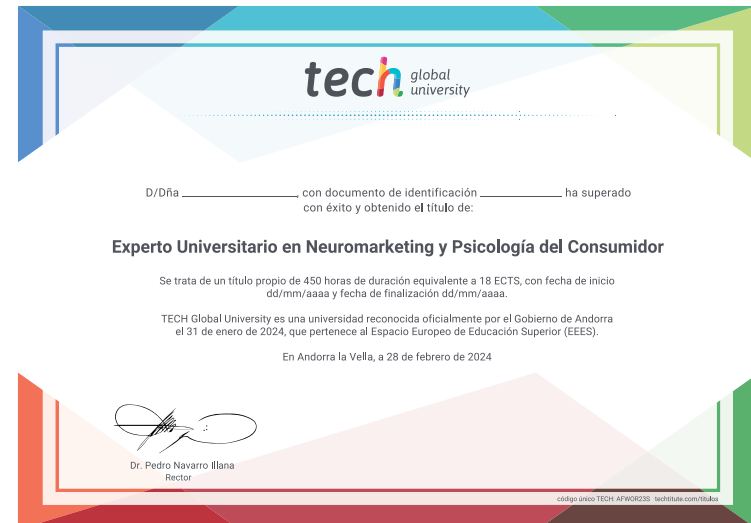 tech global university
D/Dña ____________________, con documento de identificación ______________ ha superado
con éxito y obtenido el título de:
Experto Universitario en Neuromarketing y Psicología del Consumidor
Se trata de un título propio de 450 horas de duración equivalente a 18 ECTS, con fecha de inicio
dd/mm/aaaa y fecha de finalización dd/mm/aaaa.
TECH Global University es una universidad reconocida oficialmente por el Gobierno de Andorra
el 31 de enero de 2024, que pertenece al Espacio Europeo de Educación Superior (EEES).
En Andorra la Vella, a 28 de febrero de 2024
Dr. Pedro Navarro Illana
Rector
código único TECH: AFWOR23S techtitute.com/titulos